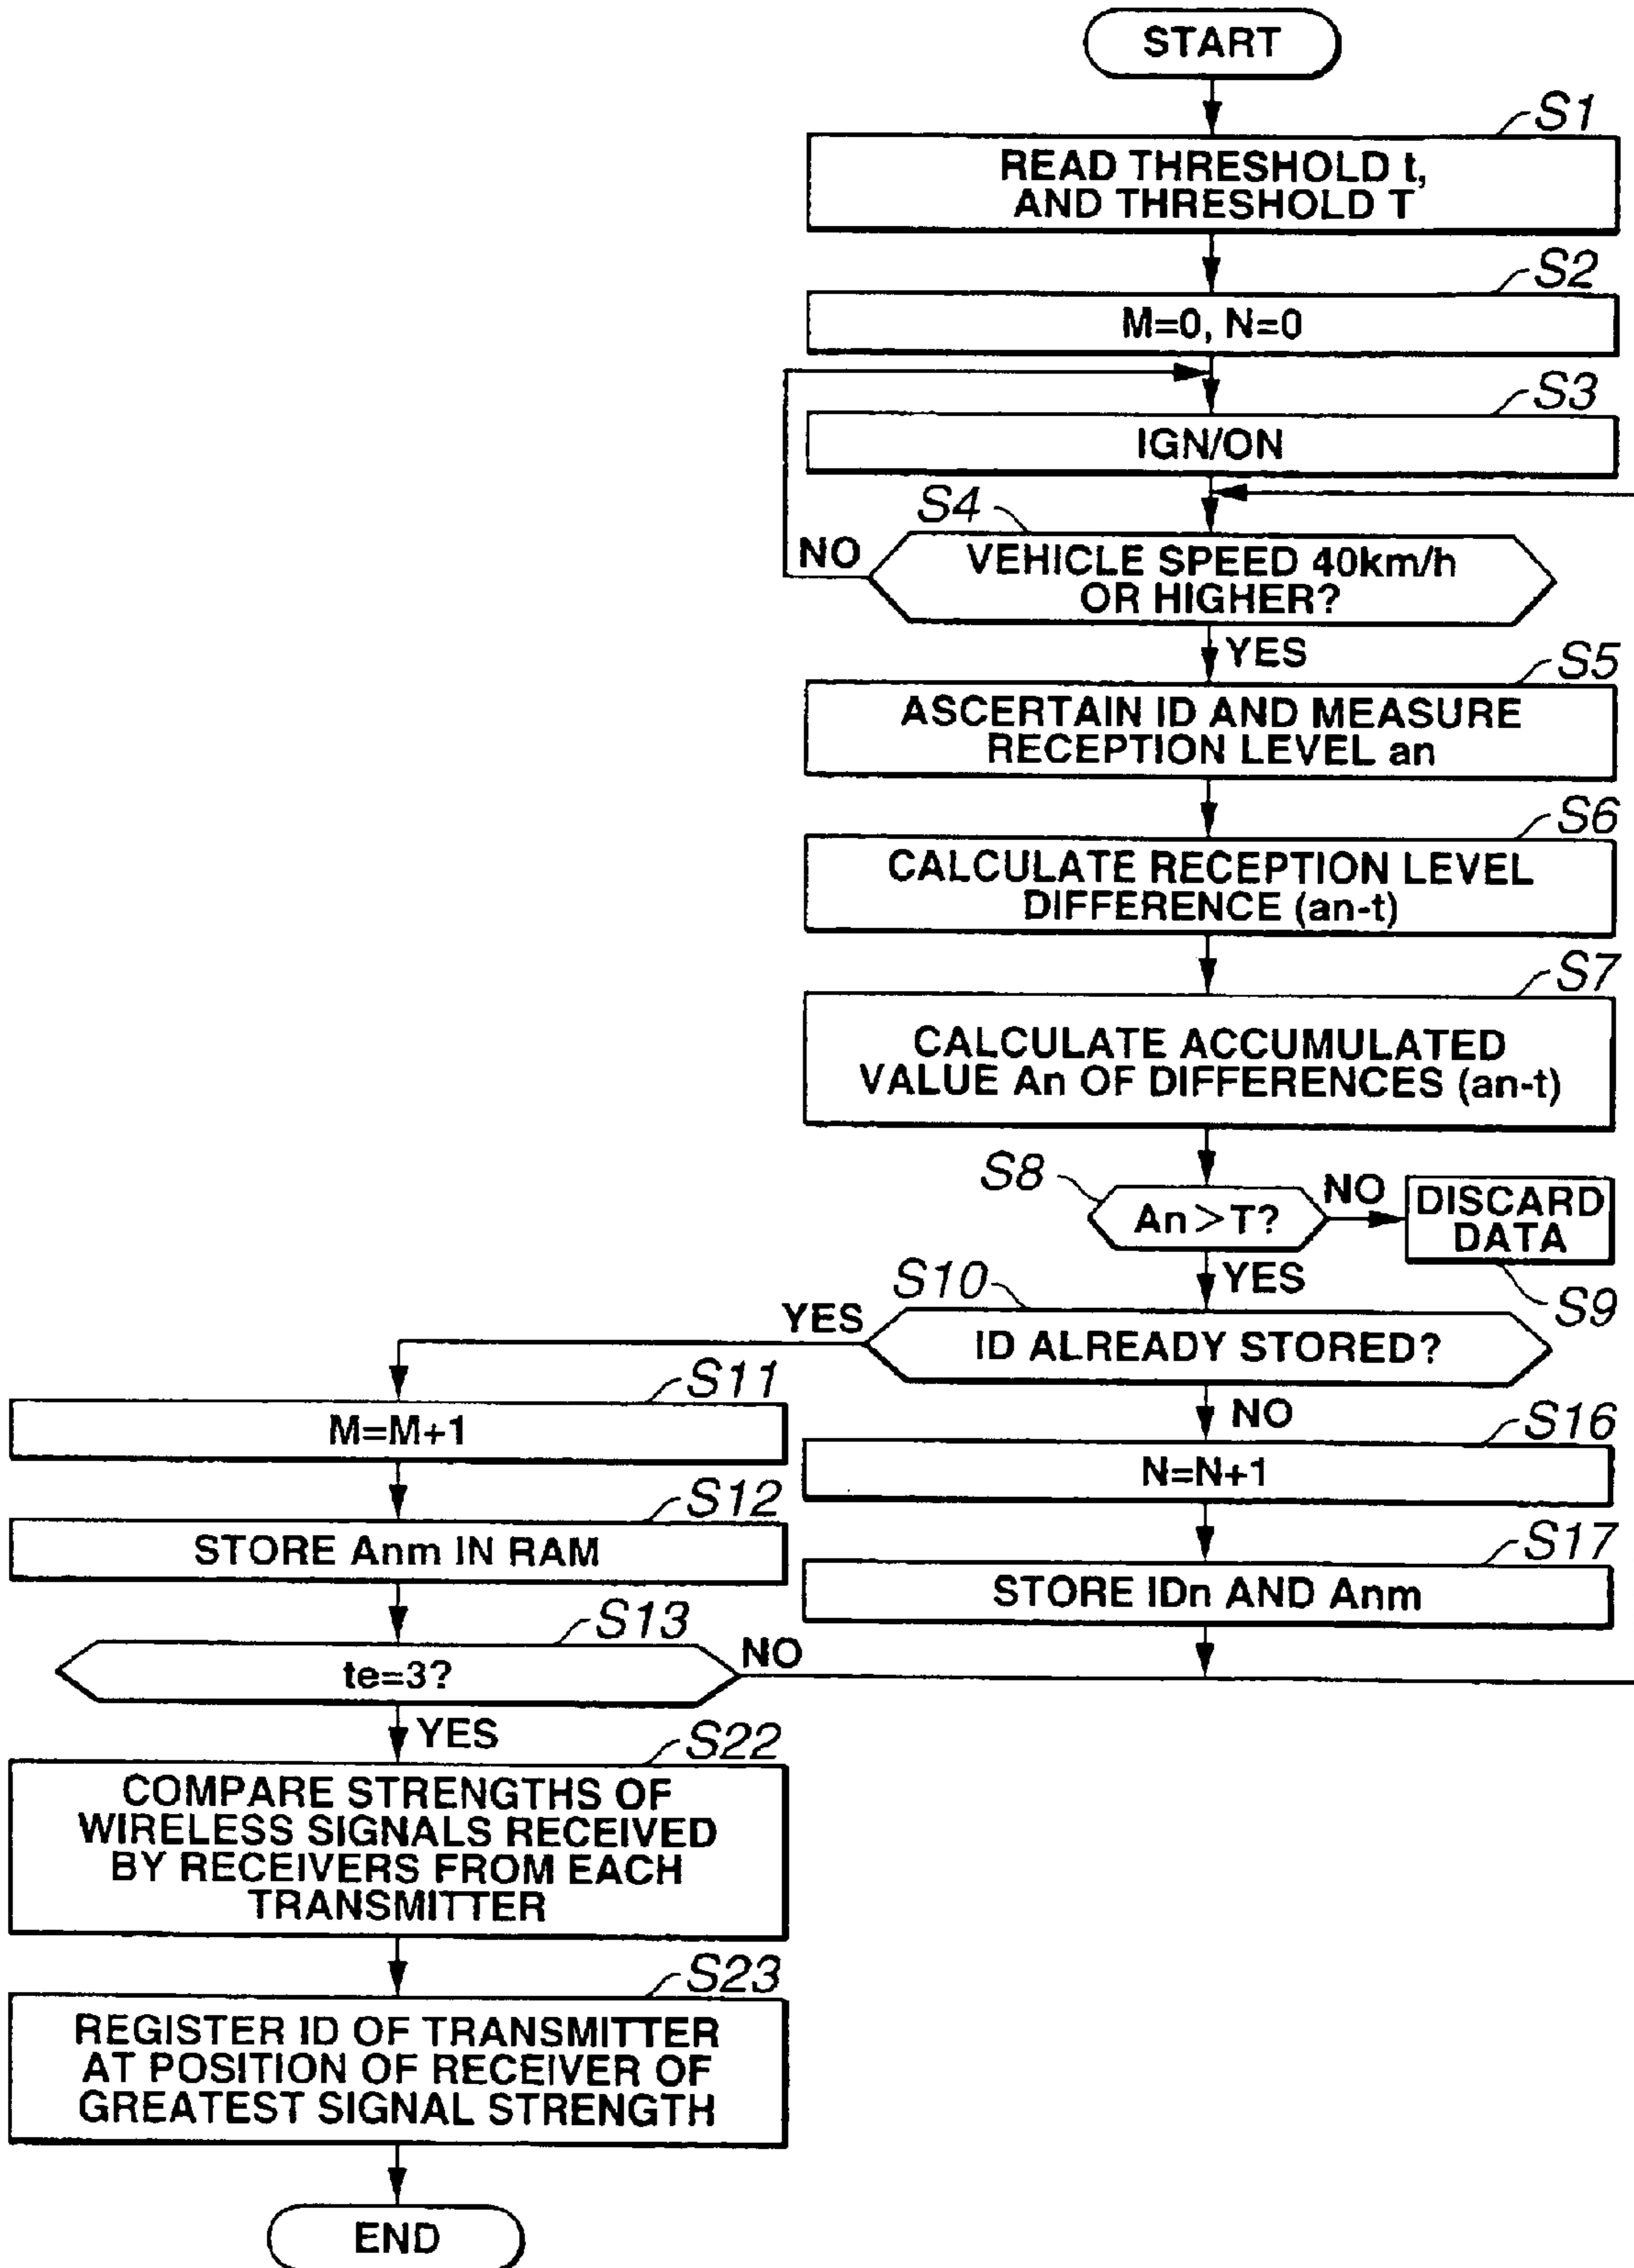 START
S1
READ THRESHOLD t,
AND THRESHOLD T
S2
M=0, N=0
S3
IGN/ON
S4
NO
VEHICLE SPEED 40km/h
OR HIGHER?
YES
S5
ASCERTAIN ID AND MEASURE
RECEPTION LEVEL an
S6
CALCULATE RECEPTION LEVEL
DIFFERENCE (an-t)
S7
CALCULATE ACCUMULATED
VALUE An OF DIFFERENCES (an-t)
S8
An>T?
NO
DISCARD
DATA
S9
YES
S10
YES
ID ALREADY STORED?
S11
M=M+1
NO
S16
N=N+1
S12
STORE Anm IN RAM
S17
STORE IDn AND Anm
S13
te=3?
NO
YES
S22
COMPARE STRENGTHS OF
WIRELESS SIGNALS RECEIVED
BY RECEIVERS FROM EACH
TRANSMITTER
S23
REGISTER ID OF TRANSMITTER
AT POSITION OF RECEIVER OF
GREATEST SIGNAL STRENGTH
END